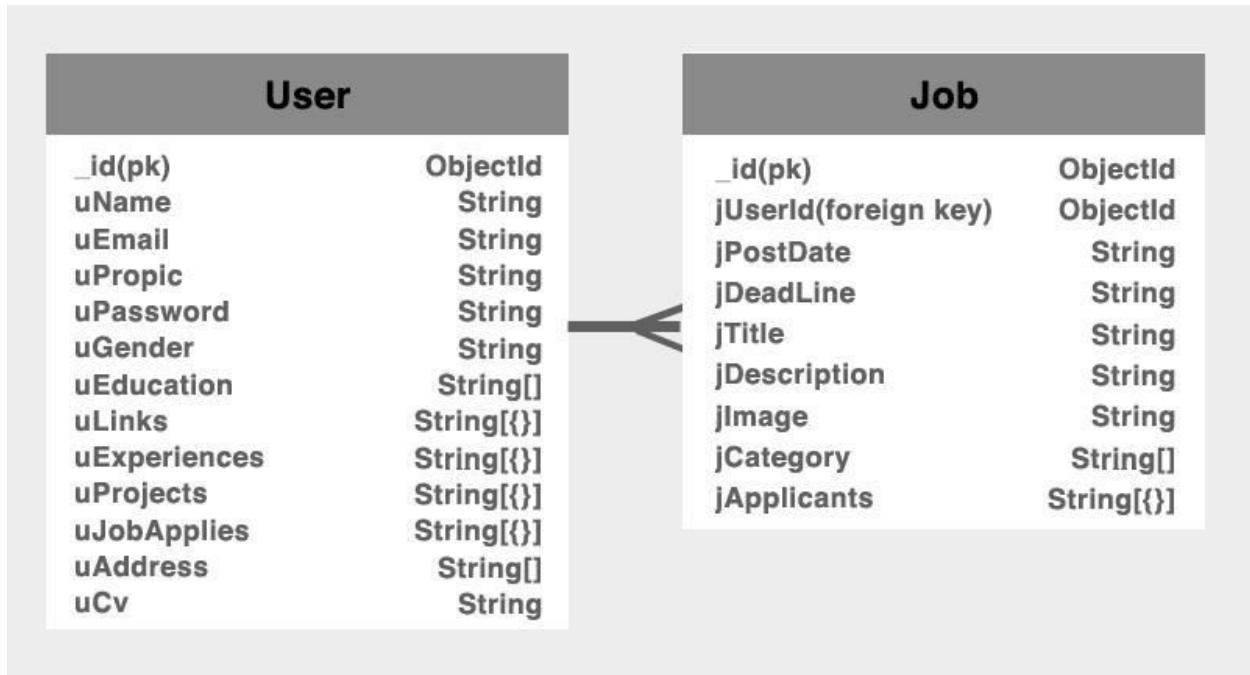 User
_id(pk) ObjectId
uName String
uEmail String
uPropic String
uPassword String
uGender String
uEducation String[]
uLinks String[{}]
uExperiences String[{}]
uProjects String[{}]
uJobApplies String[{}]
uAddress String[]
uCv String
Job
_id(pk) ObjectId
jUserId(foreign key) ObjectId
jPostDate String
jDeadLine String
jTitle String
jDescription String
jImage String
jCategory String[]
jApplicants String[{}]